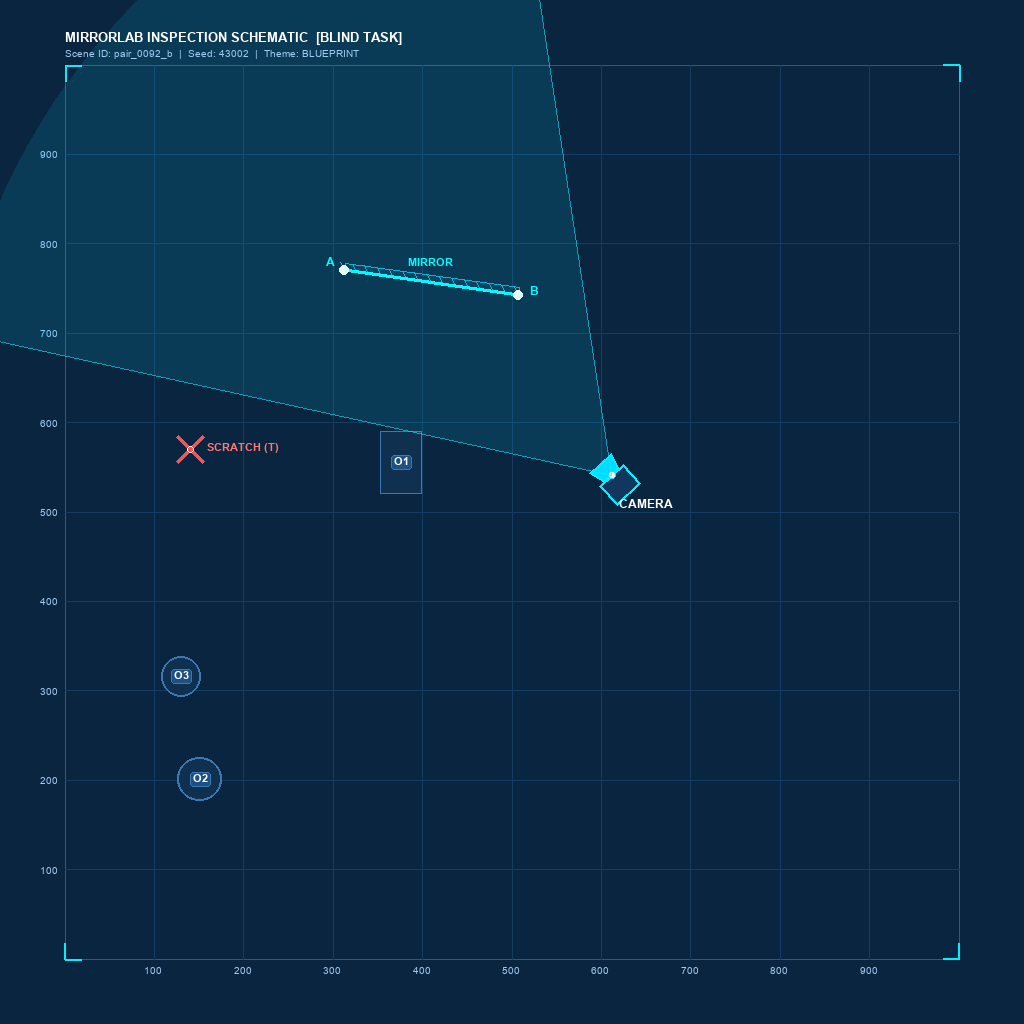 MIRRORLAB INSPECTION SCHEMATIC [BLIND TASK]
Scene ID: pair_0092_b | Seed: 43002 | Theme: BLUEPRINT
900
800
A
MIRROR
B
700
600
SCRATCH (T)
O1
500
CAMERA
400
300
O3
200
O2
100
100 200 300 400 500 600 700 800 900